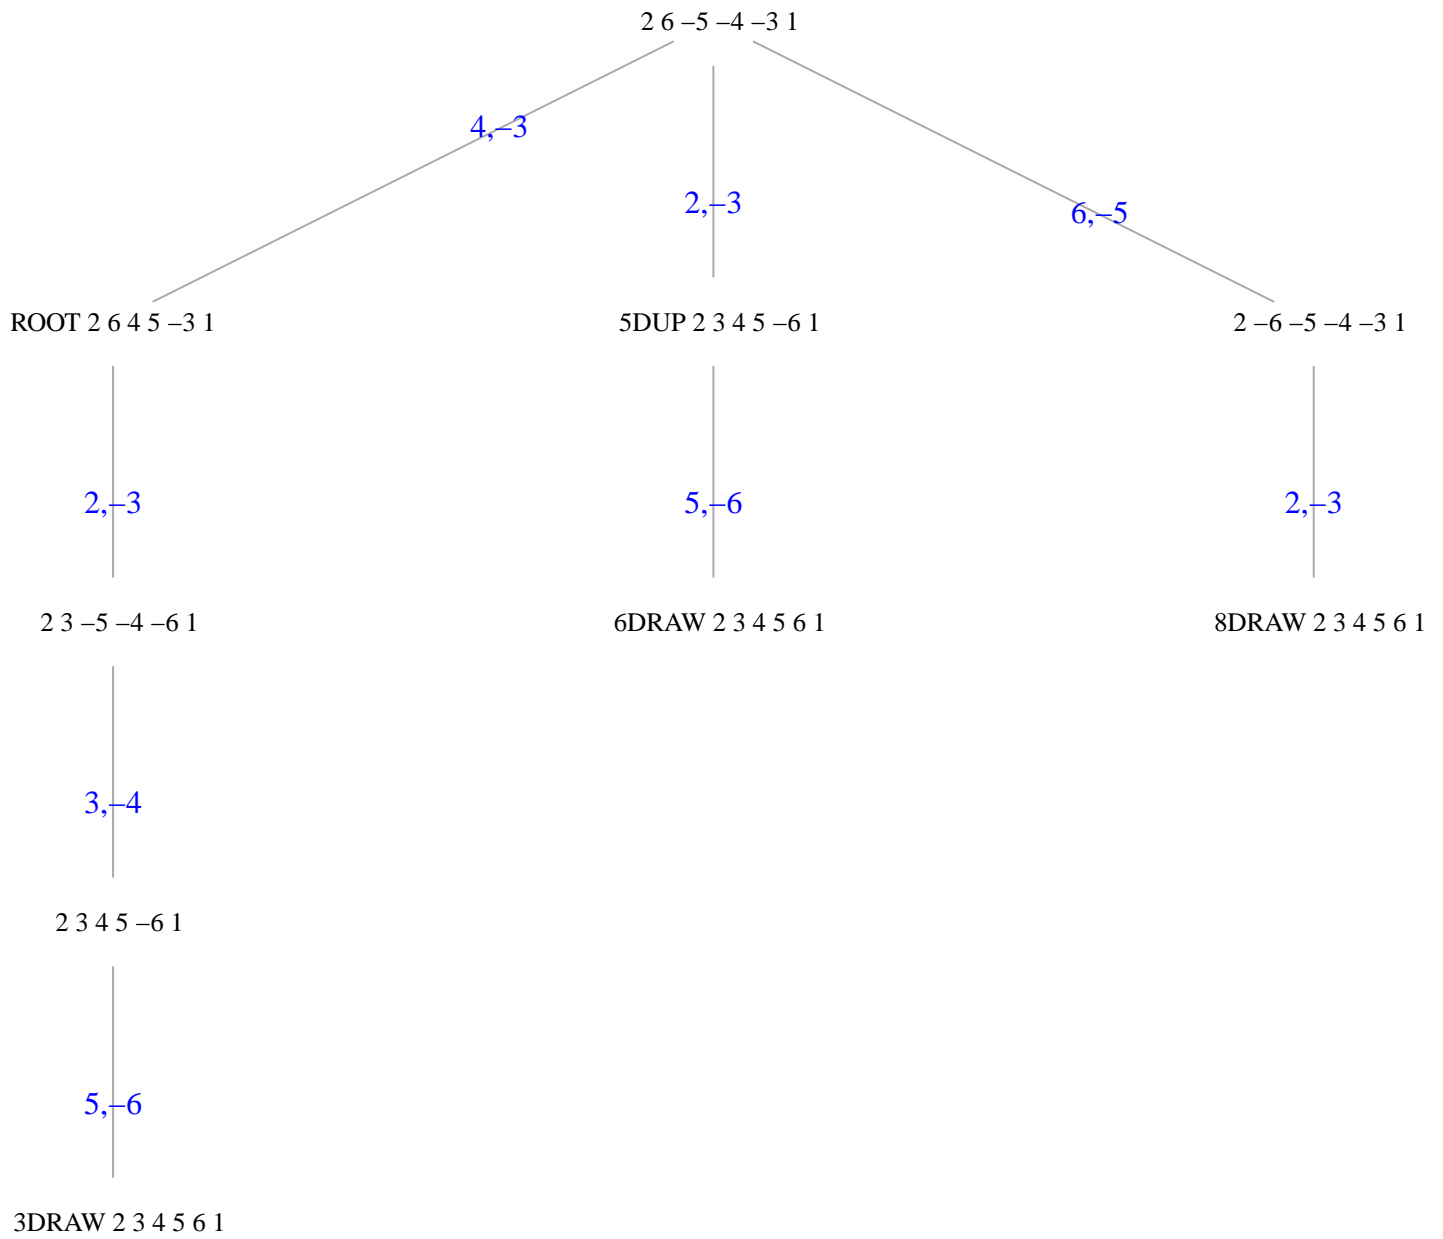 2 6 –5 –4 –3 1
4,–3
2,–3
6,–5
ROOT 2 6 4 5 –3 1
5DUP 2 3 4 5 –6 1
2 –6 –5 –4 –3 1
2,–3
5,–6
2,–3
2 3 –5 –4 –6 1
6DRAW 2 3 4 5 6 1
8DRAW 2 3 4 5 6 1
3,–4
2 3 4 5 –6 1
5,–6
3DRAW 2 3 4 5 6 1